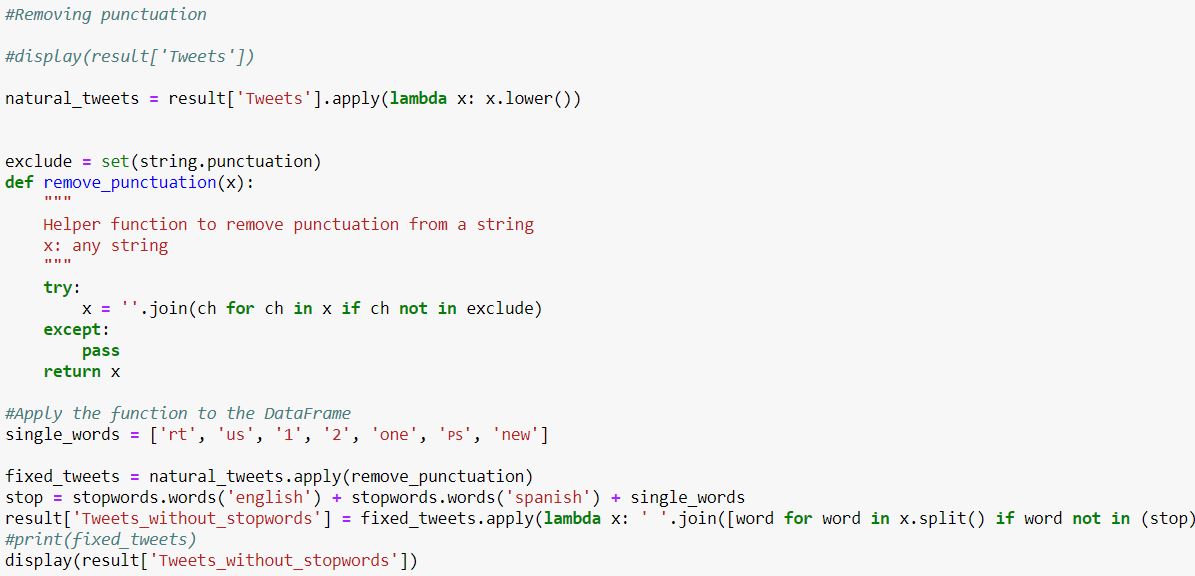 #Removing punctuation
#display(result['Tweets'])
natural_tweets = result['Tweets'].apply(lambda x: x.lower())
exclude = set(string.punctuation)
def remove_punctuation(x):
    """
    Helper function to remove punctuation from a string
    x: any string
    """
    try:
        x = ''.join(ch for ch in x if ch not in exclude)
    except:
        pass
    return x
#Apply the function to the DataFrame
single_words = ['rt', 'us', '1', '2', 'one', 'PS', 'new']
fixed_tweets = natural_tweets.apply(remove_punctuation)
stop = stopwords.words('english') + stopwords.words('spanish') + single_words
result['Tweets_without_stopwords'] = fixed_tweets.apply(lambda x: ' '.join([word for word in x.split() if word not in (stop)
#print(fixed_tweets)
display(result['Tweets_without_stopwords'])